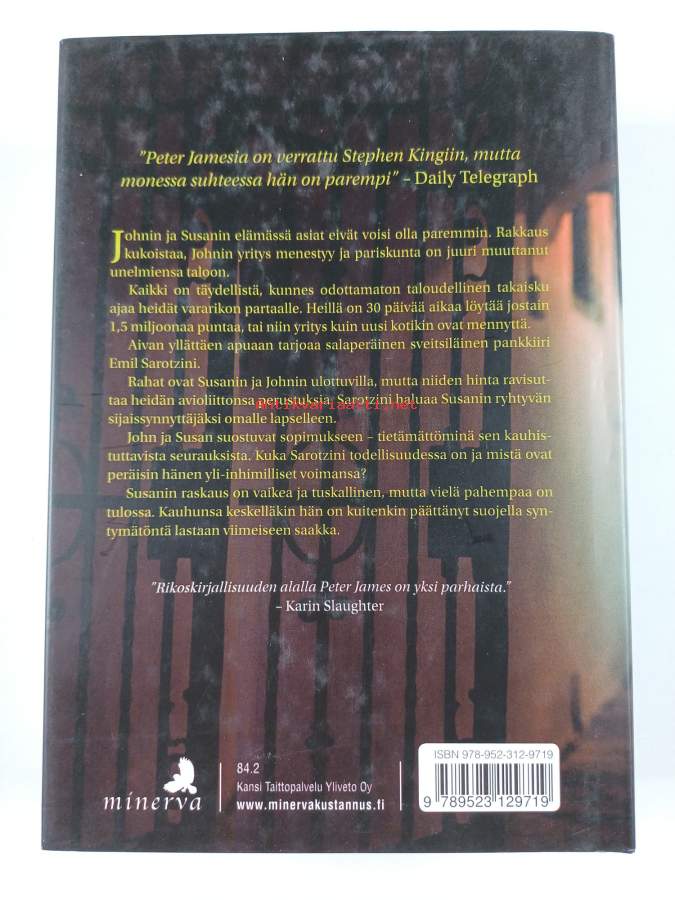 "Peter Jamesia on verrattu Stephen Kingiin, mutta
monessa suhteessa hän on parempi" – Daily Telegraph
Johnin ja Susanin elämässä asiat eivät voisi olla paremmin. Rakkaus
kukoistaa, Johnin yritys menestyy ja pariskunta on juuri muuttanut
unelmiensa taloon.
Kaikki on täydellistä, kunnes odottamaton taloudellinen takaisku
ajaa heidät vararikon partaalle. Heillä on 30 päivää aikaa löytää jostain
1,5 miljoonaa puntaa, tai niin yritys kuin uusi kotikin ovat mennyttä.
Aivan yllättäen apuaan tarjoaa salaperäinen sveitsiläinen pankkiiri
Emil Sarotzini.
Rahat ovat Susanin ja Johnin ulottuvilla, mutta niiden hinta ravisut-
taa heidän avioliittonsa perustuksia. Sarotzini haluaa Susanin ryhtyvän
Antikvariaatti.net
sijaissynnyttäjäksi omalle lapselleen.
John ja Susan suostuvat sopimukseen – tietämättöminä sen kauhis-
tuttavista seurauksista. Kuka Sarotzini todellisuudessa on ja mistä ovat
peräisin hänen yli-inhimilliset voimansa?
Susanin raskaus on vaikea ja tuskallinen, mutta vielä pahempaa on
tulossa. Kauhunsa keskelläkin hän on kuitenkin päättänyt suojella syn-
tymätöntä lastaan viimeiseen saakka.
"Rikoskirjallisuuden alalla Peter James on yksi parhaista."
– Karin Slaughter
minerva
84.2
Kansi Taittopalvelu Yliveto Oy
www.minervakustannus.fi
ISBN 978-952-312-9719
9 789523 129719